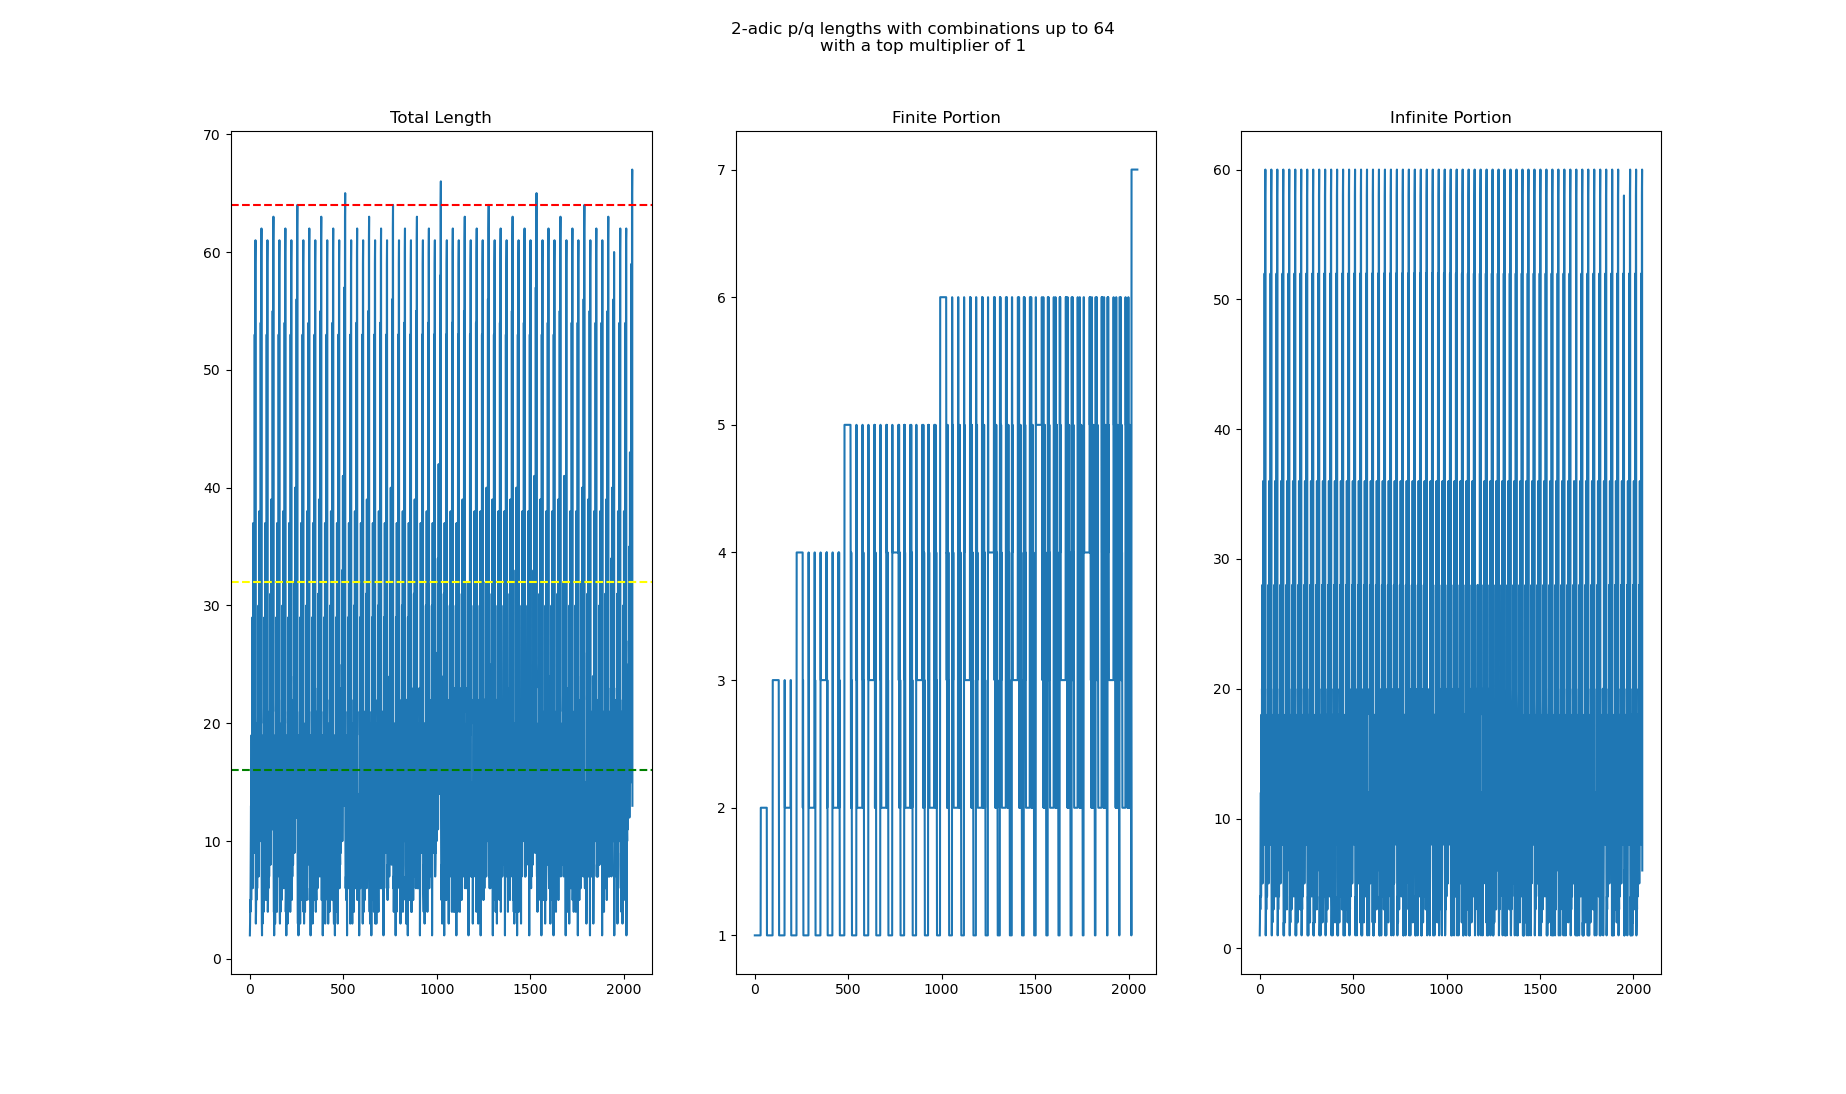 2-adic p/q lengths with combinations up to 64
with a top multiplier of 1
Total Length
70
60
50
40
30
20
10
0
0 500 1000 1500 2000
Finite Portion
7
6
5
4
3
2
1
0 500 1000 1500 2000
Infinite Portion
60
50
40
30
20
10
0
0 500 1000 1500 2000